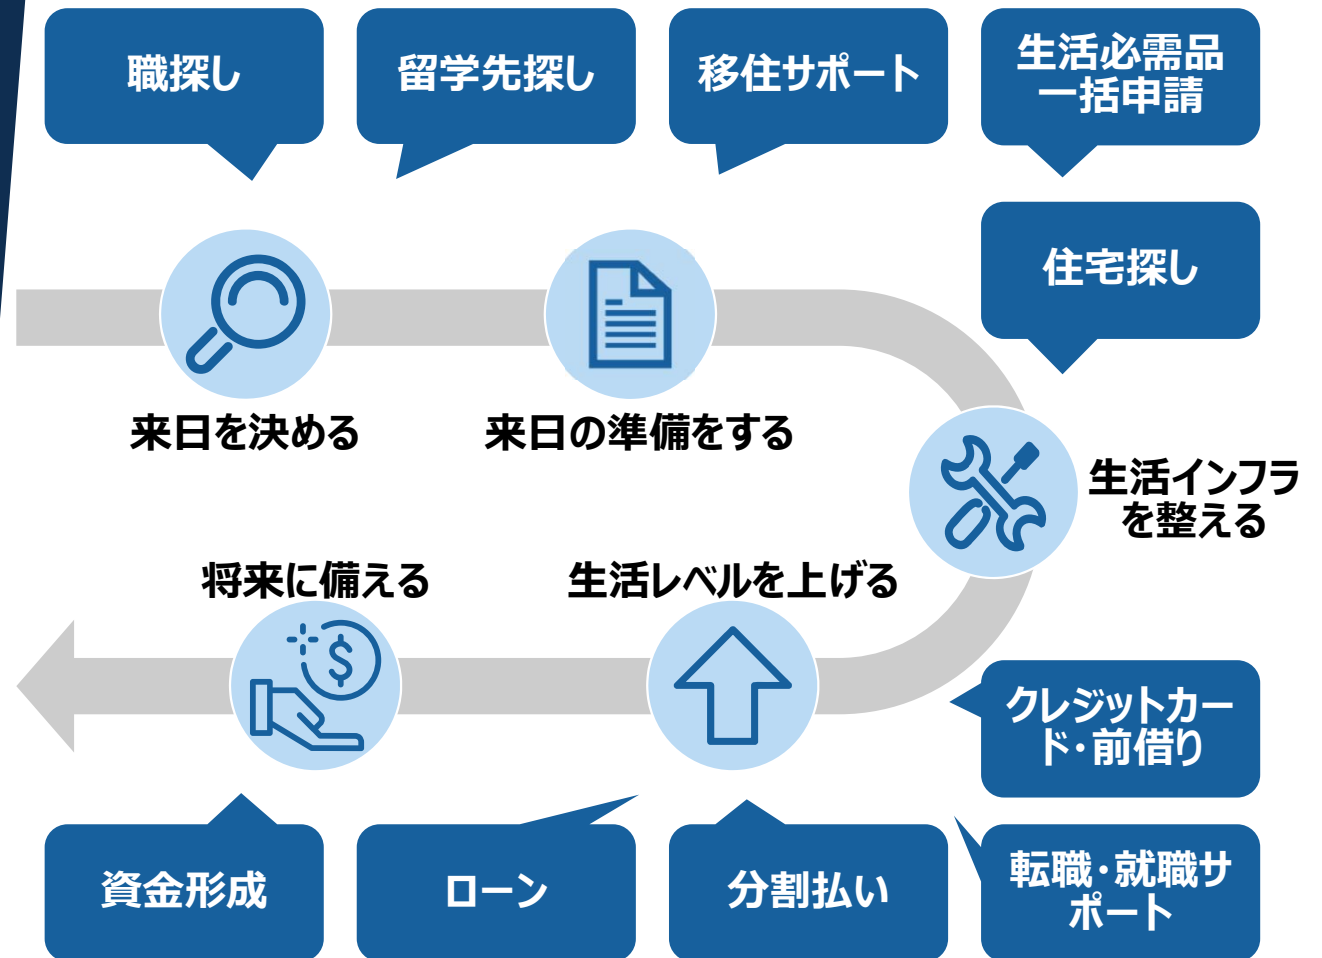 職探し
留学先探し
移住サポート
生活必需品
一括申請
住宅探し
来日を決める
来日の準備をする
生活インフラ
を整える
将来に備える
生活レベルを上げる
クレジットカー
ド・前借り
資金形成
ローン
分割払い
転職・就職サ
ポート